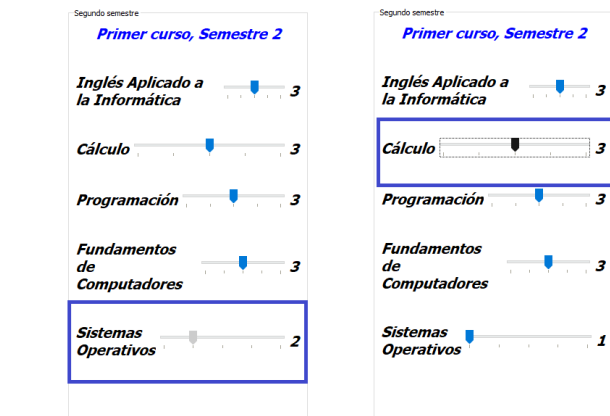 Segundo semestre
Primer curso, Semestre 2
Inglés Aplicado a
la Informática
3
Cálculo
3
Programación
3
Fundamentos
de
Computadores
3
Sistemas
Operativos
2
Segundo semestre
Primer curso, Semestre 2
Inglés Aplicado a
la Informática
3
Cálculo
3
Programación
3
Fundamentos
de
Computadores
3
Sistemas
Operativos
1